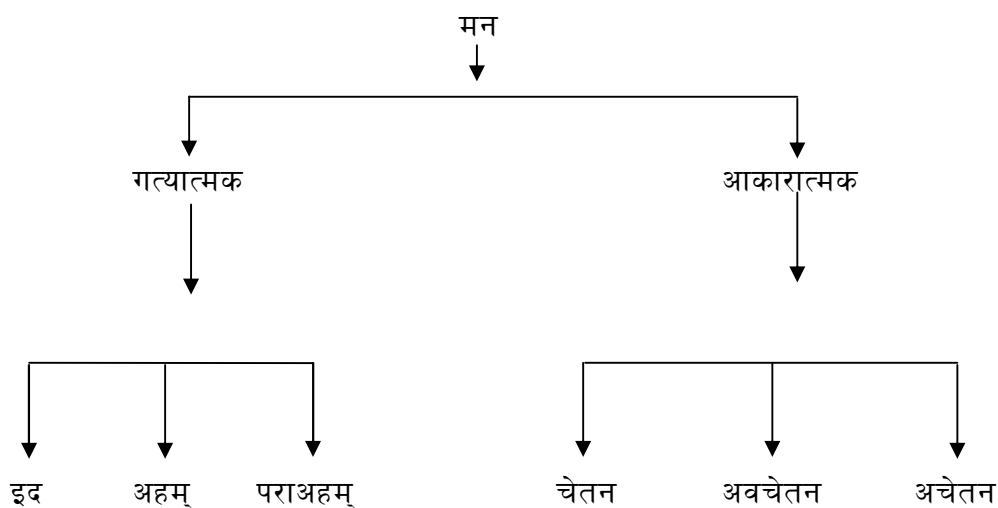 मन
गत्यात्मक आकारात्मक
इद अहम् पराअहम् चेतन अवचेतन अचेतन